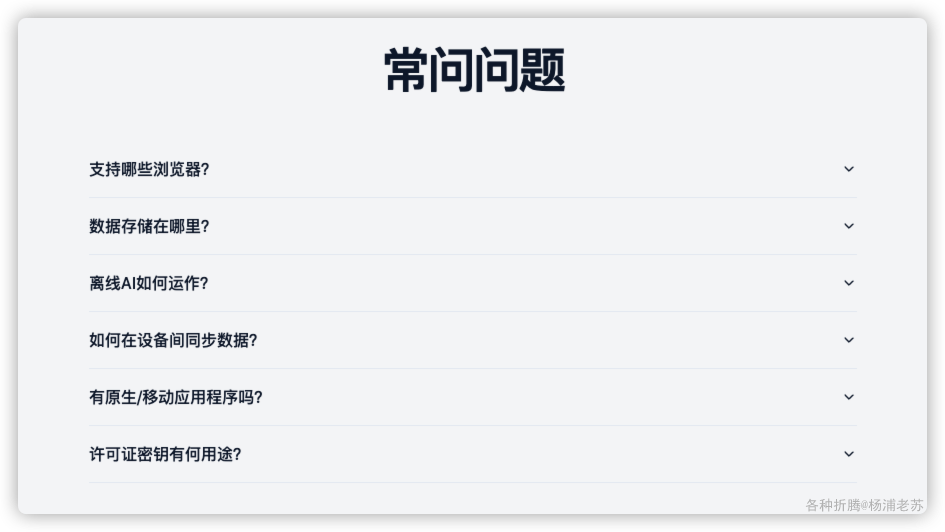 常问问题
支持哪些浏览器?
数据存储在哪里?
离线AI如何运作?
如何在设备间同步数据?
有原生/移动应用程序吗?
许可证密钥有何用途?
各种折腾@杨浦老苏